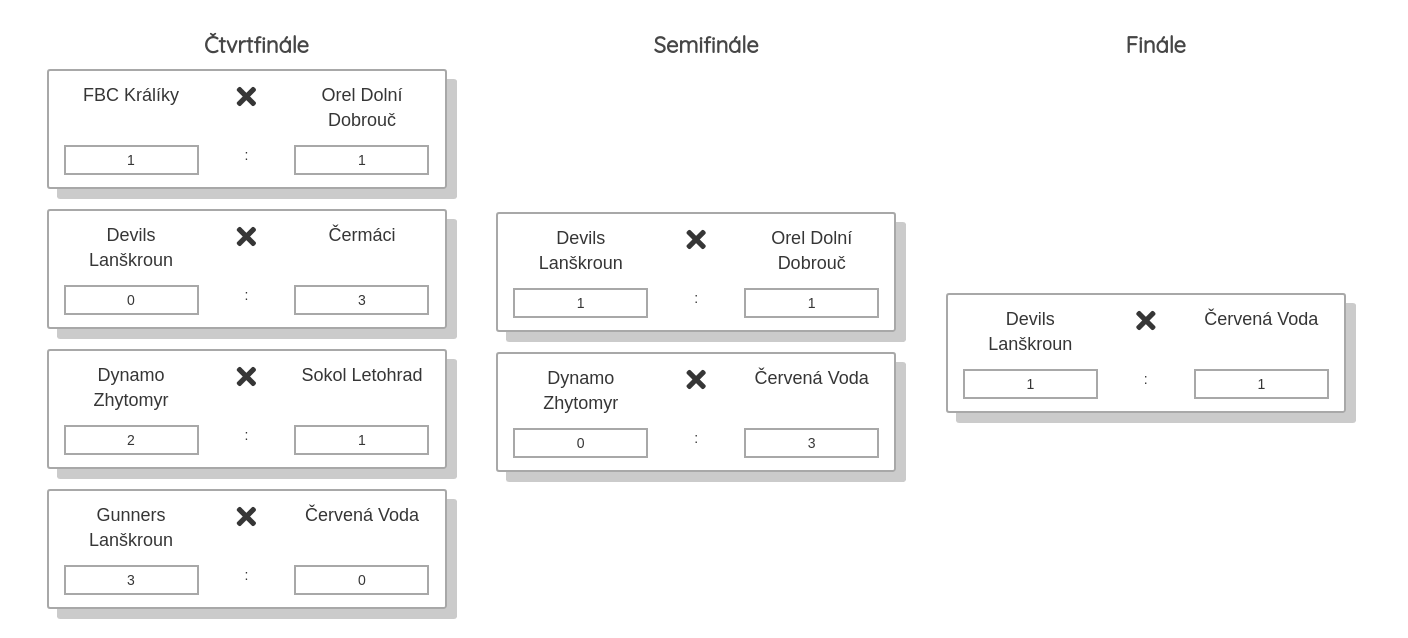 Čtvrtfinále
FBC Králíky
Orel Dolní
Dobrouč
1 : 1
Devils
Lanškroun
Čermáci
0 : 3
Dynamo
Zhytomyr
Sokol Letohrad
2 : 1
Gunners
Lanškroun
Červená Voda
3 : 0
Semifinále
Devils
Lanškroun
Orel Dolní
Dobrouč
1 : 1
Dynamo
Zhytomyr
Červená Voda
0 : 3
Finále
Devils
Lanškroun
Červená Voda
1 : 1